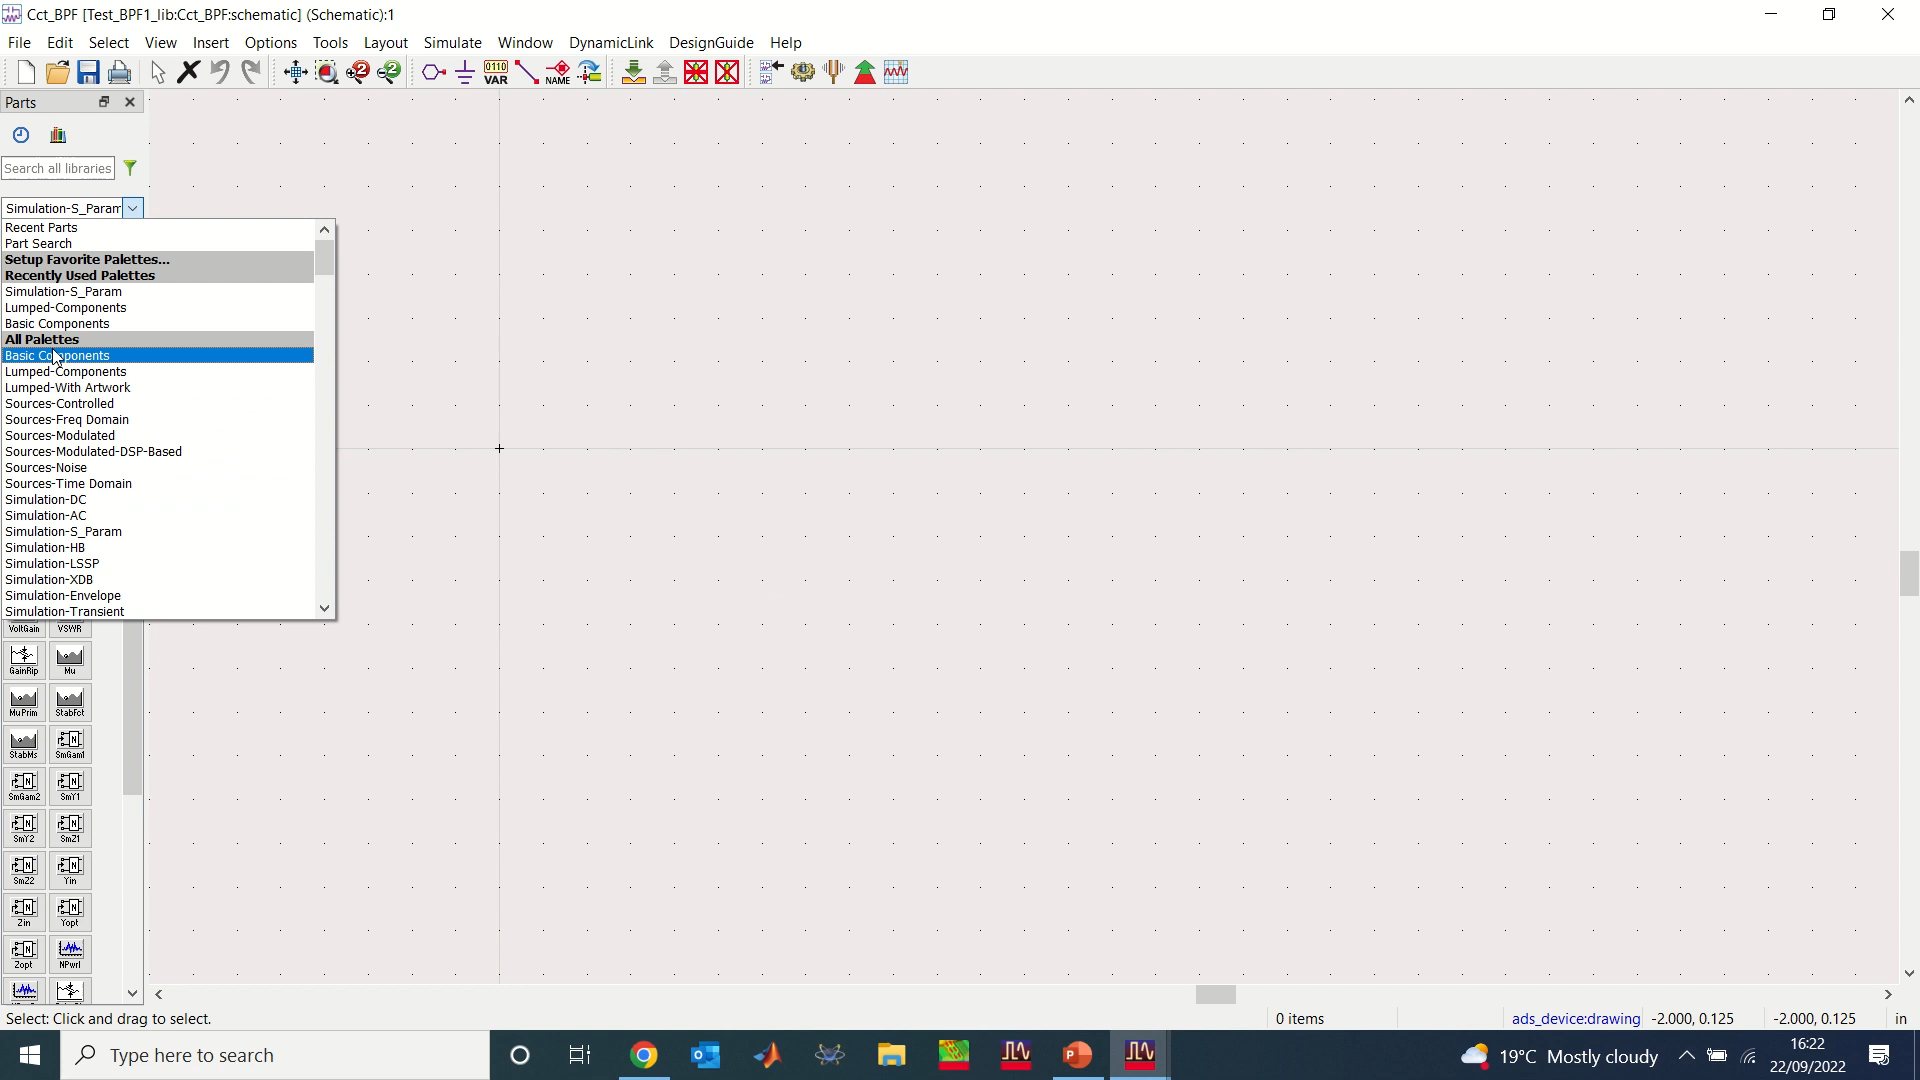 Cct_BPF [Test_BPF1_lib:Cct_BPF:schematic] (Schematic):1
File Edit Select View Insert Options Tools Layout Simulate Window DynamicLink DesignGuide Help
0110
VAR NAME
Parts
Search all libraries
Simulation-S_Param
Recent Parts
Part Search
Setup Favorite Palettes...
Recently Used Palettes
Simulation-S_Param
Lumped-Components
Basic Components
All Palettes
Basic Components
Lumped-Components
Lumped-With Artwork
Sources-Controlled
Sources-Freq Domain
Sources-Modulated
Sources-Modulated-DSP-Based
Sources-Noise
Sources-Time Domain
Simulation-DC
Simulation-AC
Simulation-S_Param
Simulation-HB
Simulation-LSSP
Simulation-XDB
Simulation-Envelope
Simulation-Transient
VoltGain VSWR
GainRip Mu
MuPrim StabFct
StabMs SmGam1
SmGam2 SmY1
SmY2 SmZ1
SmZ2 Yin
Zin Yopt
Zopt NPwrI
Select: Click and drag to select. 0 items ads_device:drawing -2.000, 0.125 -2.000, 0.125 in
Type here to search 19°C Mostly cloudy 16:22
22/09/2022